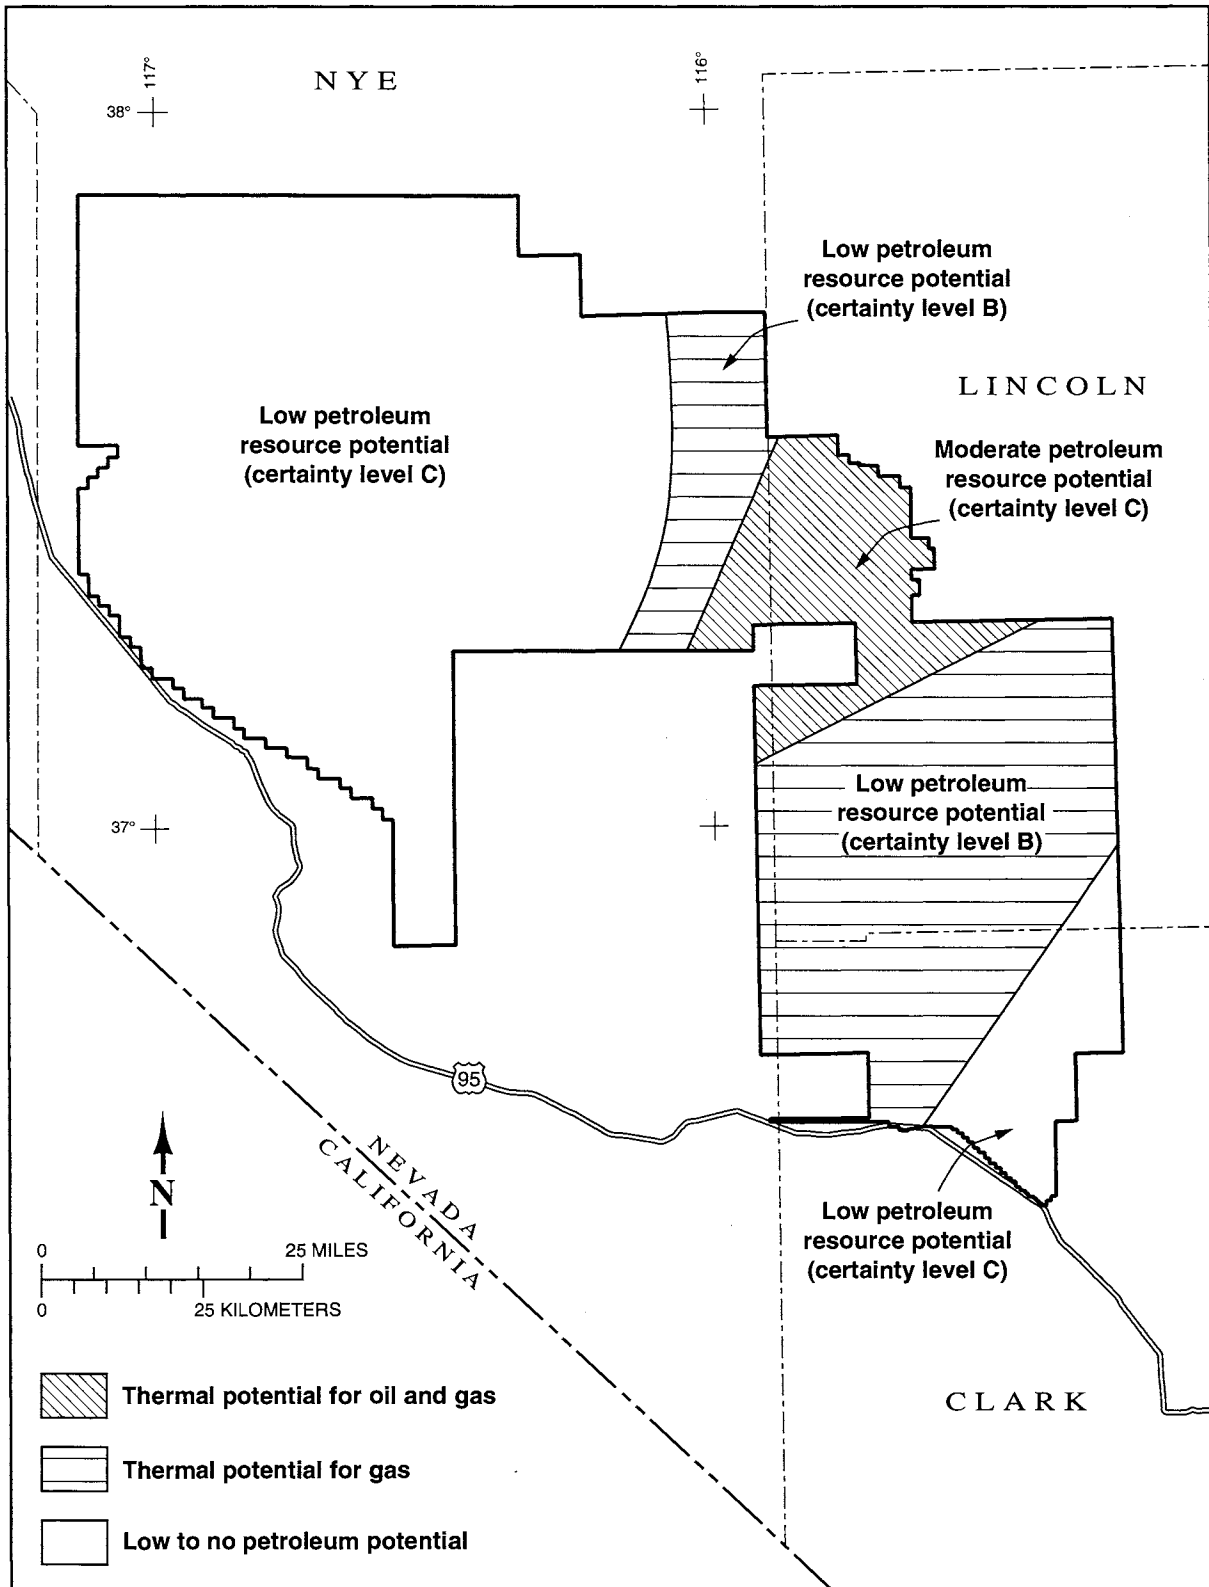 117°
116°
NYE
38°
Low petroleum
resource potential
(certainty level B)
LINCOLN
Low petroleum
resource potential
(certainty level C)
Moderate petroleum
resource potential
(certainty level C)
37°
Low petroleum
resource potential
(certainty level B)
95
NEVADA
CALIFORNIA
N
Low petroleum
resource potential
(certainty level C)
0 25 MILES
0 25 KILOMETERS
Thermal potential for oil and gas
CLARK
Thermal potential for gas
Low to no petroleum potential